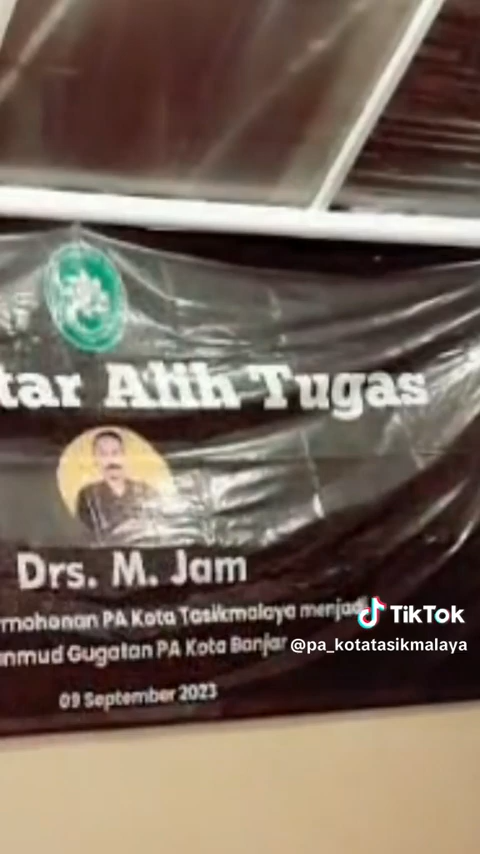 tar Alih Tugas
Drs. M. Jam
rmohonan PA Kota Tasikmalaya menjadi
anmud Gugatan PA Kota Banjar
09 September 2023
TikTok
@pa_kotatasikmalaya